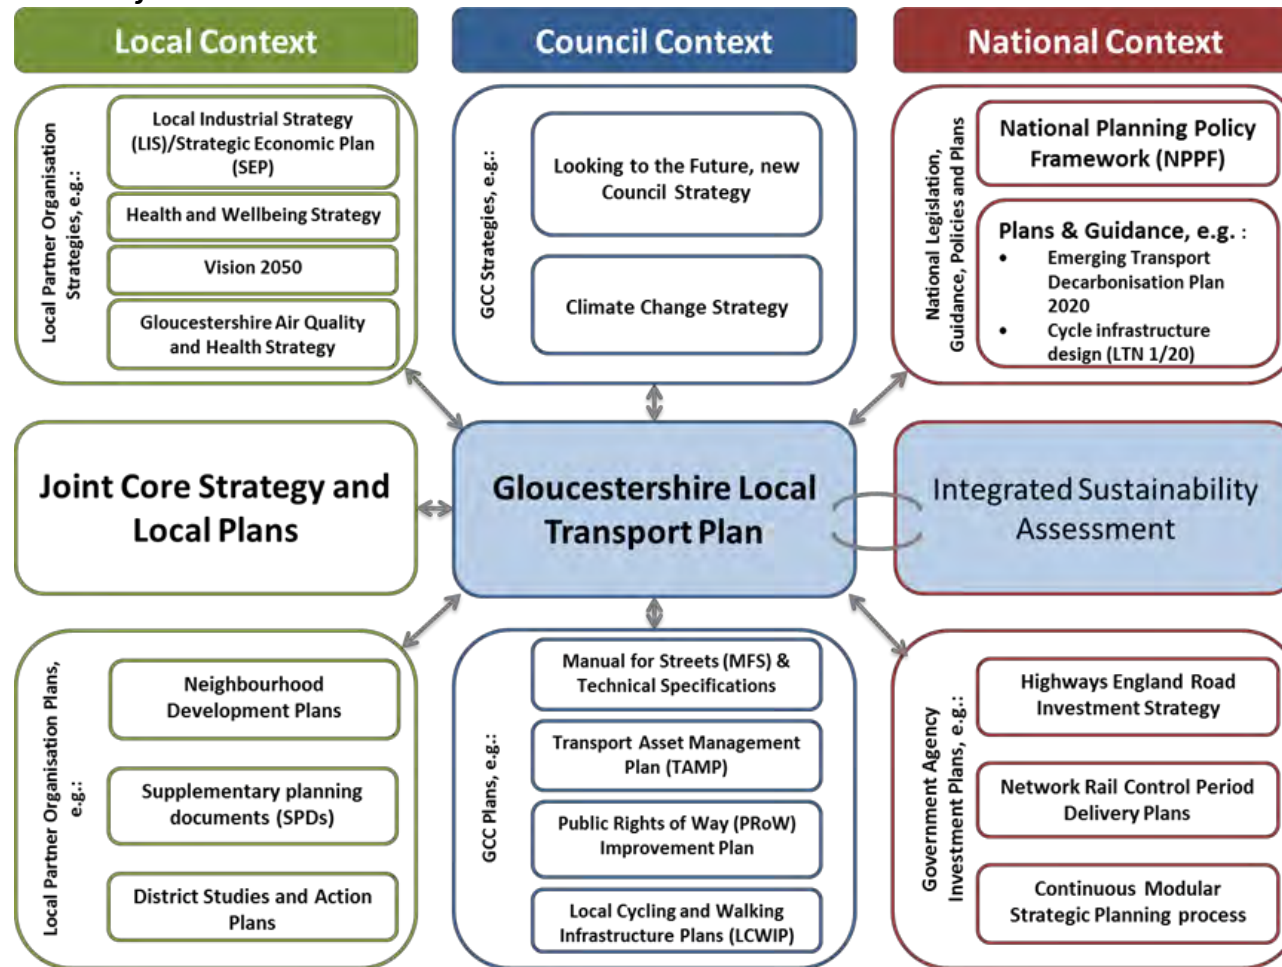 Local Context
Council Context
National Context
Local Partner Organisation
Strategies, e.g.:
Local Industrial Strategy
(LIS)/Strategic Economic Plan
(SEP)
Health and Wellbeing Strategy
Vision 2050
Gloucestershire Air Quality
and Health Strategy
GCC Strategies, e.g.:
Looking to the Future, new
Council Strategy
Climate Change Strategy
National Legislation,
Guidance, Policies and Plans
National Planning Policy
Framework (NPPF)
Plans & Guidance, e.g. :
• Emerging Transport
Decarbonisation Plan
2020
• Cycle infrastructure
design (LTN 1/20)
Joint Core Strategy and
Local Plans
Gloucestershire Local
Transport Plan
Integrated Sustainability
Assessment
Local Partner Organisation Plans,
e.g.:
Neighbourhood
Development Plans
Supplementary planning
documents (SPDs)
District Studies and Action
Plans
GCC Plans, e.g.:
Manual for Streets (MFS) &
Technical Specifications
Transport Asset Management
Plan (TAMP)
Public Rights of Way (PRoW)
Improvement Plan
Local Cycling and Walking
Infrastructure Plans (LCWIP)
Government Agency
Investment Plans, e.g.:
Highways England Road
Investment Strategy
Network Rail Control Period
Delivery Plans
Continuous Modular
Strategic Planning process